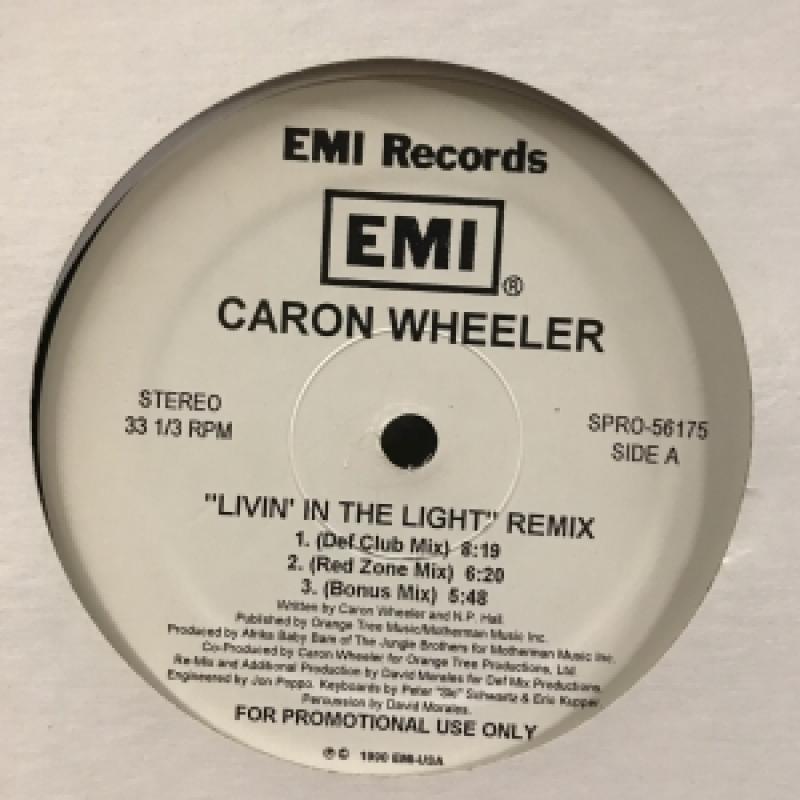 EMI Records
EMI®
CARON WHEELER
STEREO
33 1/3 RPM
SPRO-56175
SIDE A
"LIVIN' IN THE LIGHT" REMIX
1. (Def Club Mix) 8:19
2. (Red Zone Mix) 6:20
3. (Bonus Mix) 5:48
Written by Caron Wheeler and N.P. Hall.
Published by Orange Tree Music/Motherman Music Inc.
Produced by Afrika Baby Bam of The Jungle Brothers for Motherman Music Inc.
Co-Produced by Caron Wheeler for Orange Tree Productions, Ltd.
Re-Mix and Additional Production by David Morales for Def Mix Productions.
Engineered by Jon Poppo. Keyboards by Peter "Ski" Schwartz & Eric Kupper.
Percussion by David Morales.
FOR PROMOTIONAL USE ONLY
℗ © 1990 EMI-USA